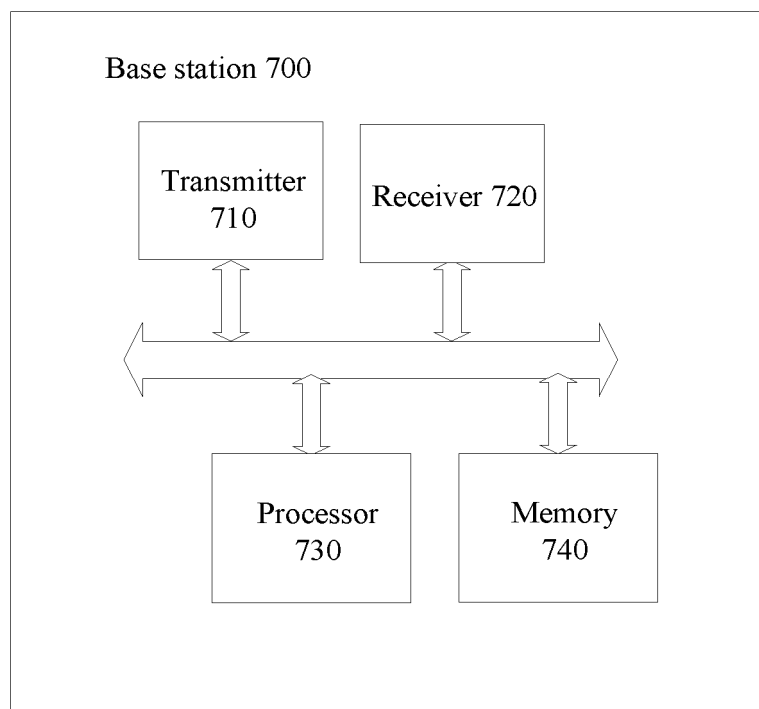 Base station 700
Transmitter
710
Receiver 720
Processor
730
Memory
740